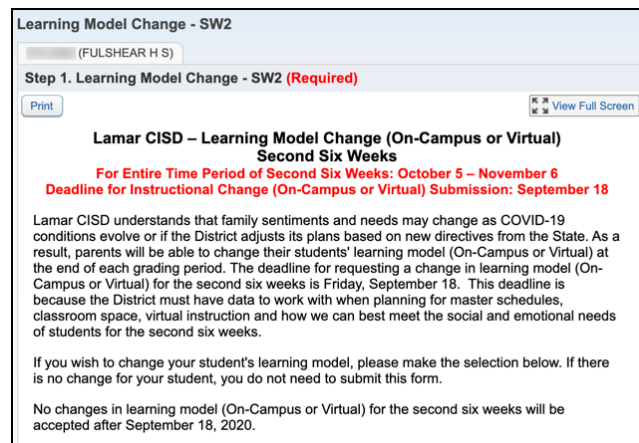 Learning Model Change - SW2
(FULSHEAR H S)
Step 1. Learning Model Change - SW2 (Required)
Print
View Full Screen
Lamar CISD – Learning Model Change (On-Campus or Virtual)
Second Six Weeks
For Entire Time Period of Second Six Weeks: October 5 – November 6
Deadline for Instructional Change (On-Campus or Virtual) Submission: September 18
Lamar CISD understands that family sentiments and needs may change as COVID-19
conditions evolve or if the District adjusts its plans based on new directives from the State. As a
result, parents will be able to change their students' learning model (On-Campus or Virtual) at
the end of each grading period. The deadline for requesting a change in learning model (On-
Campus or Virtual) for the second six weeks is Friday, September 18. This deadline is
because the District must have data to work with when planning for master schedules,
classroom space, virtual instruction and how we can best meet the social and emotional needs
of students for the second six weeks.
If you wish to change your student's learning model, please make the selection below. If there
is no change for your student, you do not need to submit this form.
No changes in learning model (On-Campus or Virtual) for the second six weeks will be
accepted after September 18, 2020.